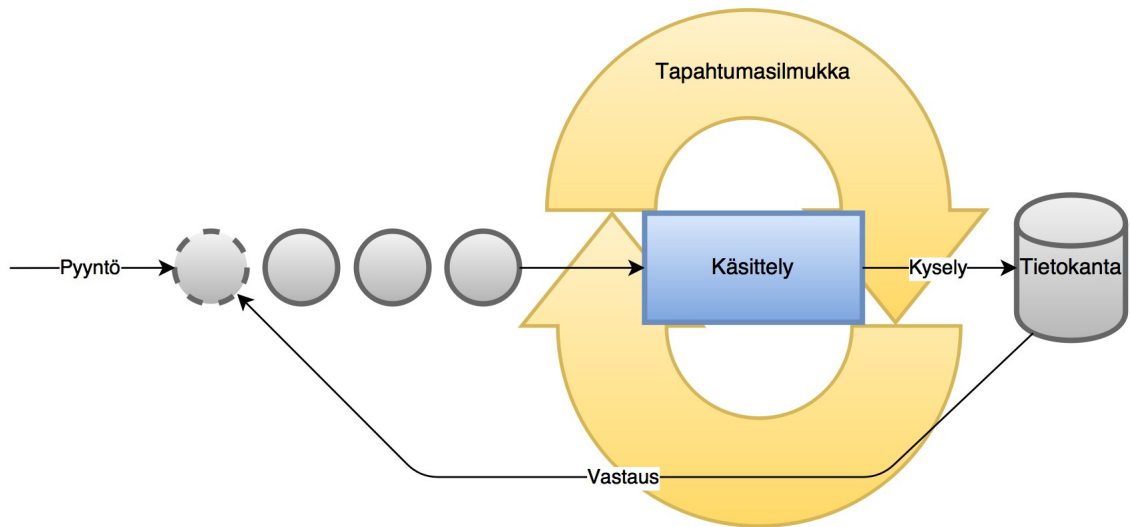 Tapahtumasilmukka
Pyyntö
Käsittely
Kysely
Tietokanta
Vastaus